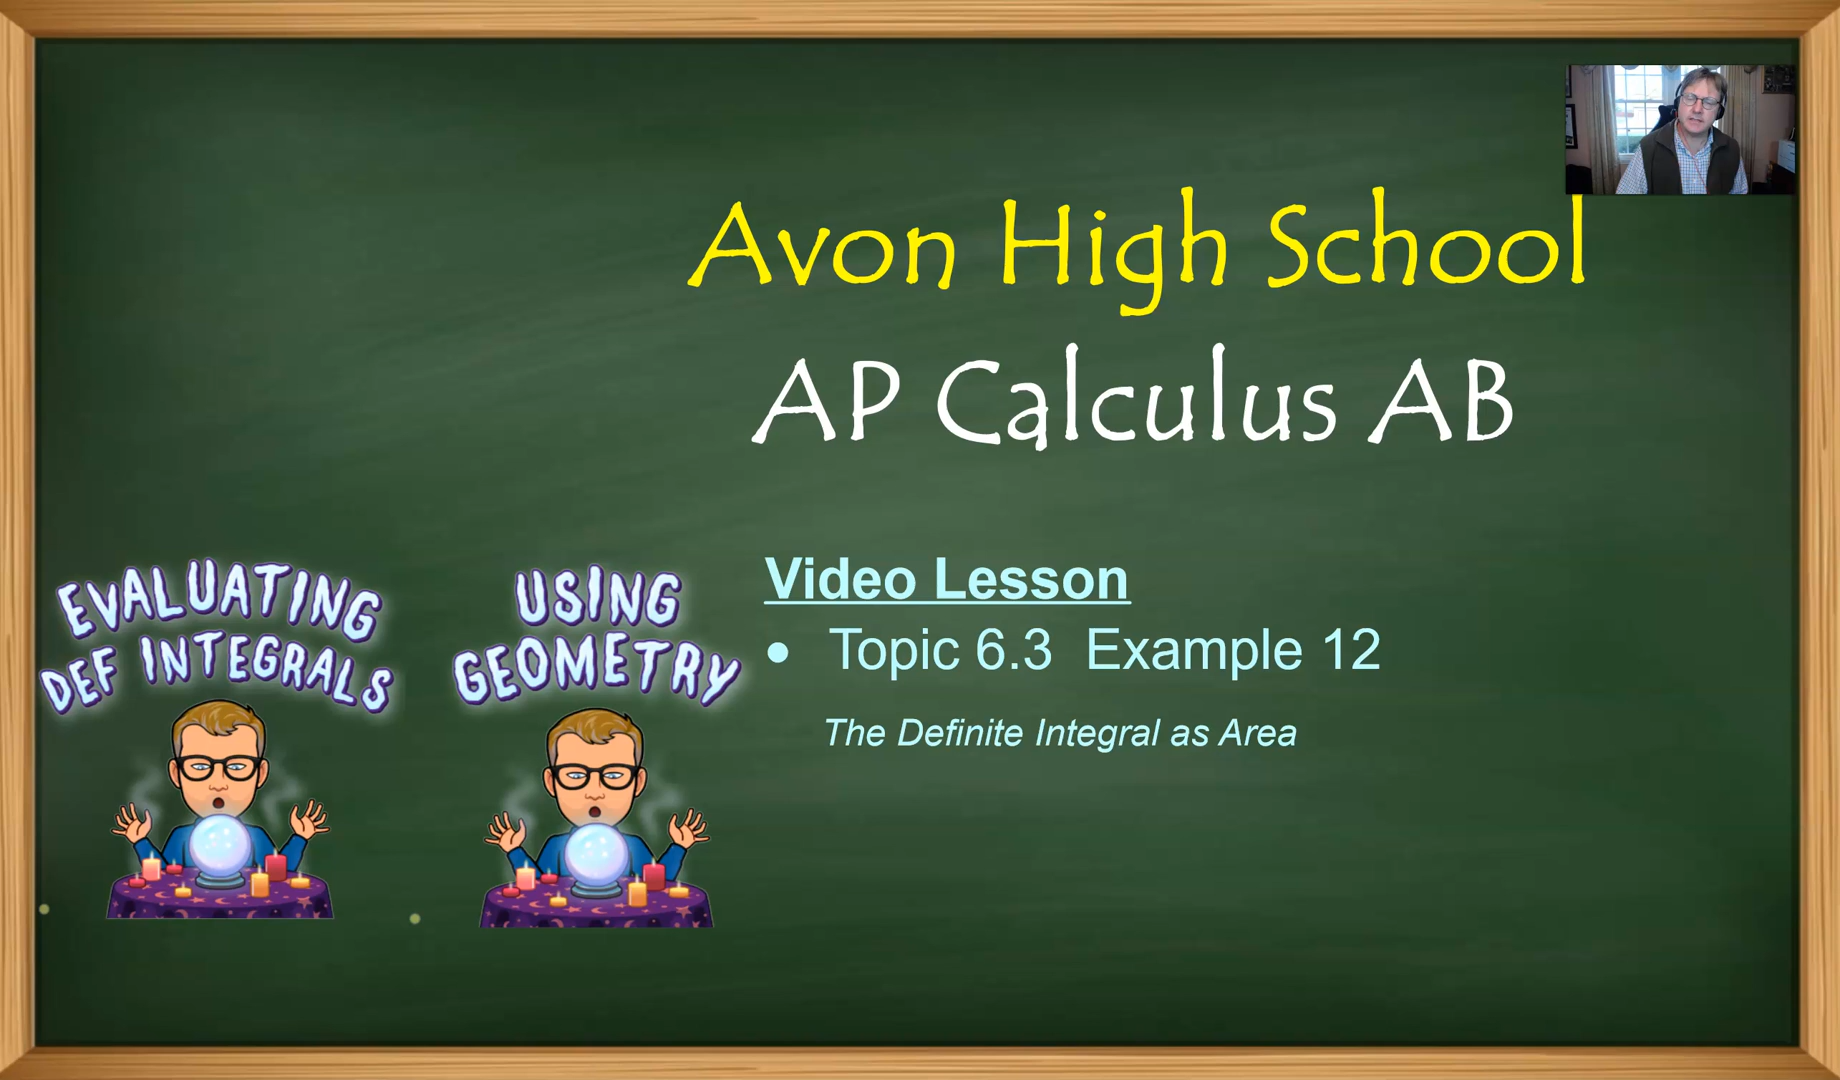 Avon High School
AP Calculus AB
EVALUATING
DEF INTEGRALS
USING
GEOMETRY
Video Lesson
• Topic 6.3 Example 12
The Definite Integral as Area